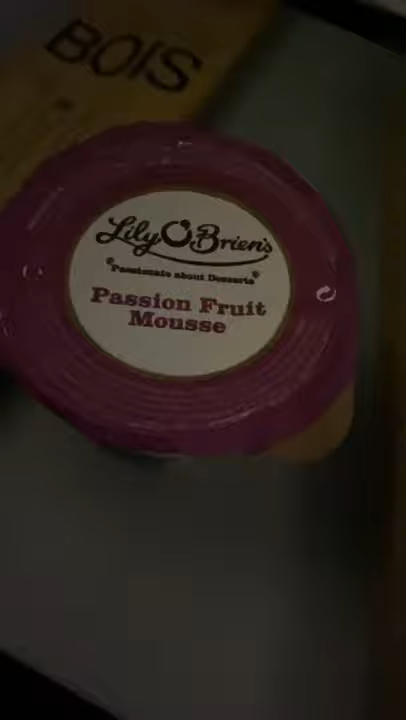 BOIS
Lily O'Brien's
"Passionate about Desserts"
Passion Fruit
Mousse